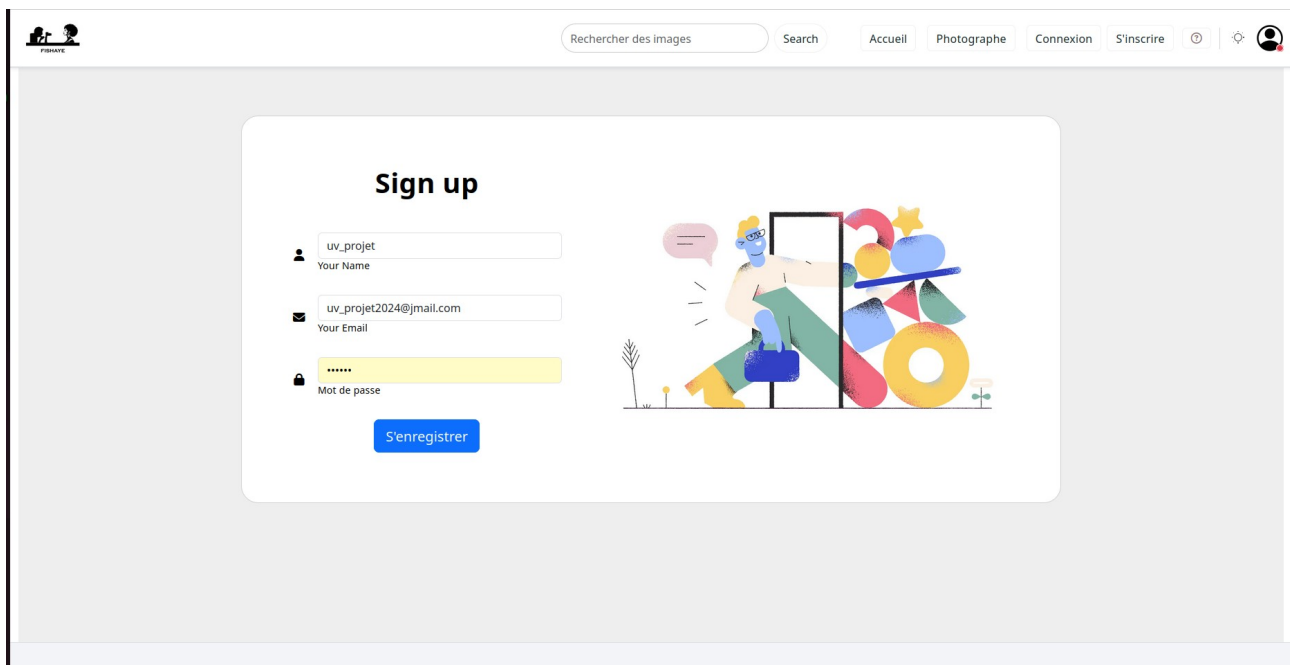 FISHAYE
Rechercher des images
Search
Accueil
Photographe
Connexion
S'inscrire
Sign up
uv_projet
Your Name
uv_projet2024@jmail.com
Your Email
••••••
Mot de passe
S'enregistrer